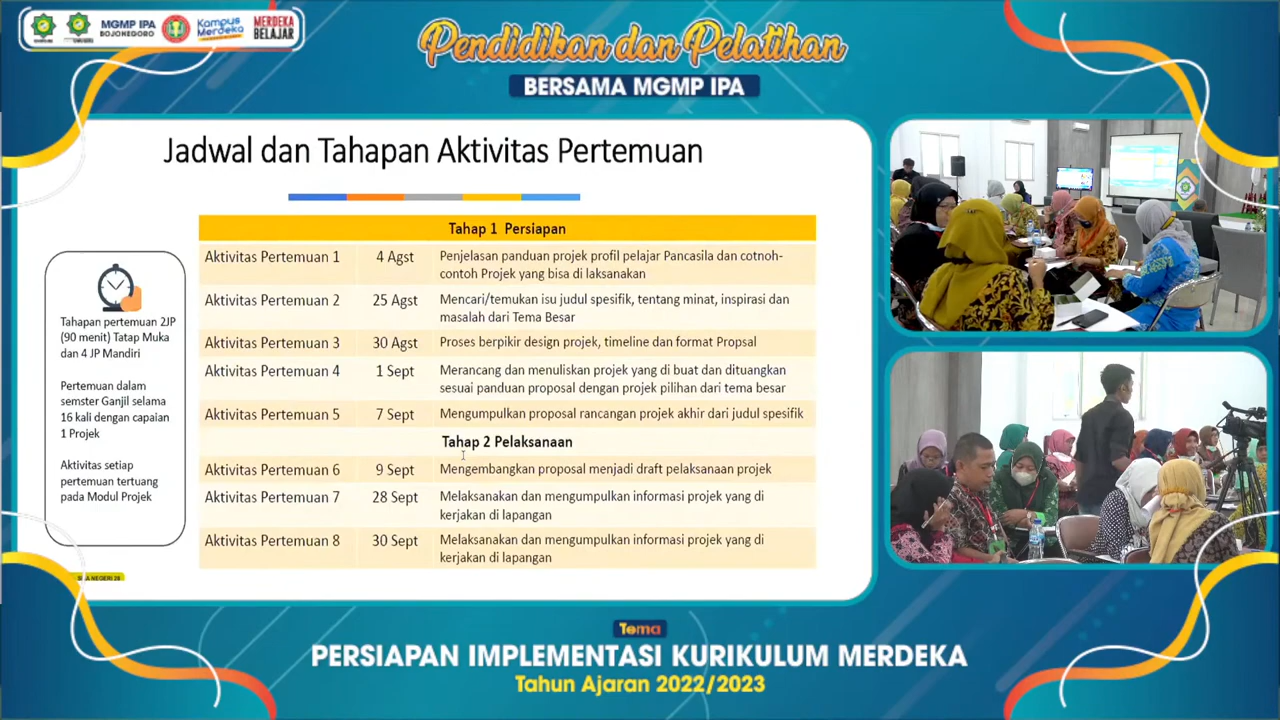 MGMP IPA
BOJONEGORO
Kampus
Merdeka
MERDEKA
BELAJAR
Pendidikan dan Pelatihan
BERSAMA MGMP IPA
Jadwal dan Tahapan Aktivitas Pertemuan
Tahapan pertemuan 2JP
(90 menit) Tatap Muka
dan 4 JP Mandiri
Pertemuan dalam
semster Ganjil selama
16 kali dengan capaian
1 Projek
Aktivitas setiap
pertemuan tertuang
pada Modul Projek
Tahap 1 Persiapan
Aktivitas Pertemuan 1 4 Agst Penjelasan panduan projek profil pelajar Pancasila dan cotnoh-
contoh Projek yang bisa di laksanakan
Aktivitas Pertemuan 2 25 Agst Mencari/temukan isu judul spesifik, tentang minat, inspirasi dan
masalah dari Tema Besar
Aktivitas Pertemuan 3 30 Agst Proses berpikir design projek, timeline dan format Propsal
Aktivitas Pertemuan 4 1 Sept Merancang dan menuliskan projek yang di buat dan dituangkan
sesuai panduan proposal dengan projek pilihan dari tema besar
Aktivitas Pertemuan 5 7 Sept Mengumpulkan proposal rancangan projek akhir dari judul spesifik
Tahap 2 Pelaksanaan
Aktivitas Pertemuan 6 9 Sept Mengembangkan proposal menjadi draft pelaksanaan projek
Aktivitas Pertemuan 7 28 Sept Melaksanakan dan mengumpulkan informasi projek yang di
kerjakan di lapangan
Aktivitas Pertemuan 8 30 Sept Melaksanakan dan mengumpulkan informasi projek yang di
kerjakan di lapangan
NEGERI 28
Tema
PERSIAPAN IMPLEMENTASI KURIKULUM MERDEKA
Tahun Ajaran 2022/2023